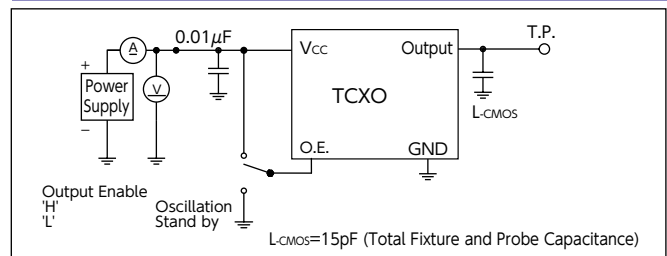 T.P.
0.01μF
A
Vcc
Output
+
Power
Supply
V
TCXO
L-CMOS
−
O.E.
GND
Output Enable
'H'
Oscillation
'L'
Stand by
L-CMOS=15pF (Total Fixture and Probe Capacitance)